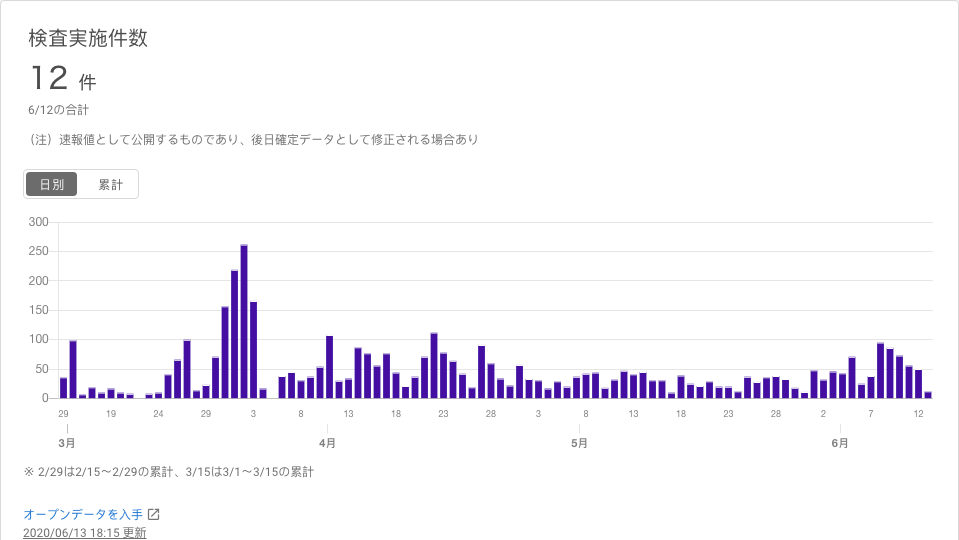 検査実施件数
12 件
6/12の合計
（注）速報値として公開するものであり、後日確定データとして修正される場合あり
日別 累計
300
250
200
150
100
50
0
29 19 24 29 3 8 13 18 23 28 3 8 13 18 23 28 2 7 12
3月 4月 5月 6月
※ 2/29は2/15〜2/29の累計、3/15は3/1〜3/15の累計
オープンデータを入手
2020/06/13 18:15 更新